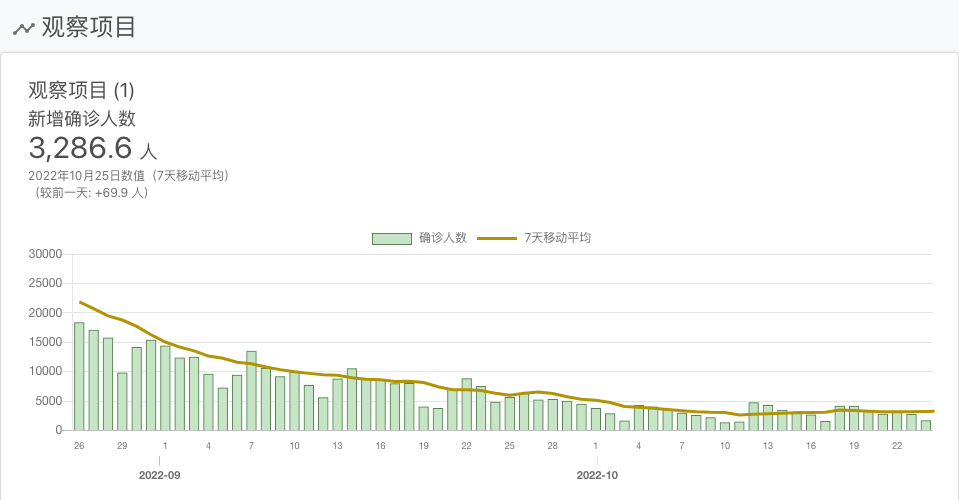 观察项目
观察项目 (1)
新增确诊人数
3,286.6 人
2022年10月25日数值（7天移动平均）
（较前一天: +69.9 人）
确诊人数 7天移动平均
30000
25000
20000
15000
10000
5000
0
26 29 1 4 7 10 13 16 19 22 25 28 1 4 7 10 13 16 19 22
2022-09 2022-10